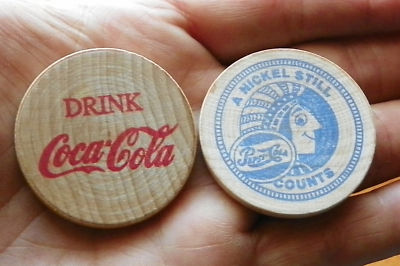 DRINK
Coca-Cola
A NICKEL STILL
Pepsi-Cola
COUNTS